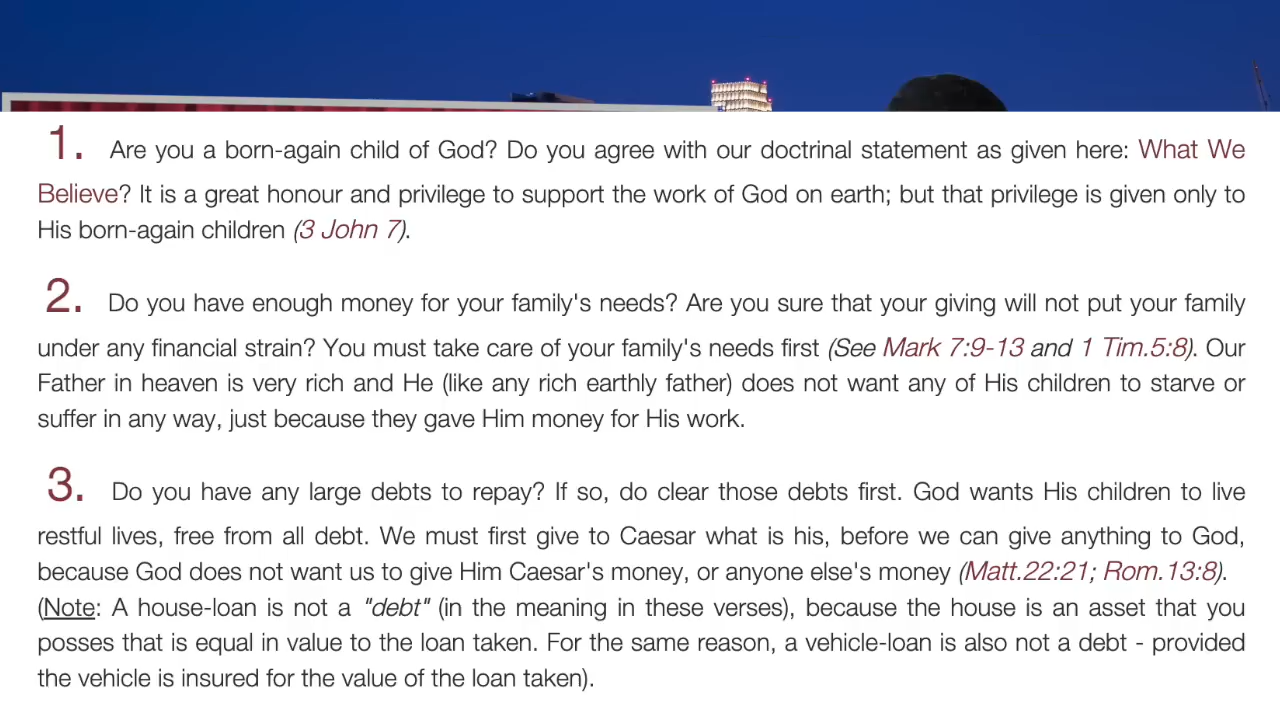 1. Are you a born-again child of God? Do you agree with our doctrinal statement as given here: What We
Believe? It is a great honour and privilege to support the work of God on earth; but that privilege is given only to
His born-again children (3 John 7).
2. Do you have enough money for your family's needs? Are you sure that your giving will not put your family
under any financial strain? You must take care of your family's needs first (See Mark 7:9-13 and 1 Tim.5:8). Our
Father in heaven is very rich and He (like any rich earthly father) does not want any of His children to starve or
suffer in any way, just because they gave Him money for His work.
3. Do you have any large debts to repay? If so, do clear those debts first. God wants His children to live
restful lives, free from all debt. We must first give to Caesar what is his, before we can give anything to God,
because God does not want us to give Him Caesar's money, or anyone else's money (Matt.22:21; Rom.13:8).
(Note: A house-loan is not a "debt" (in the meaning in these verses), because the house is an asset that you
posses that is equal in value to the loan taken. For the same reason, a vehicle-loan is also not a debt - provided
the vehicle is insured for the value of the loan taken).